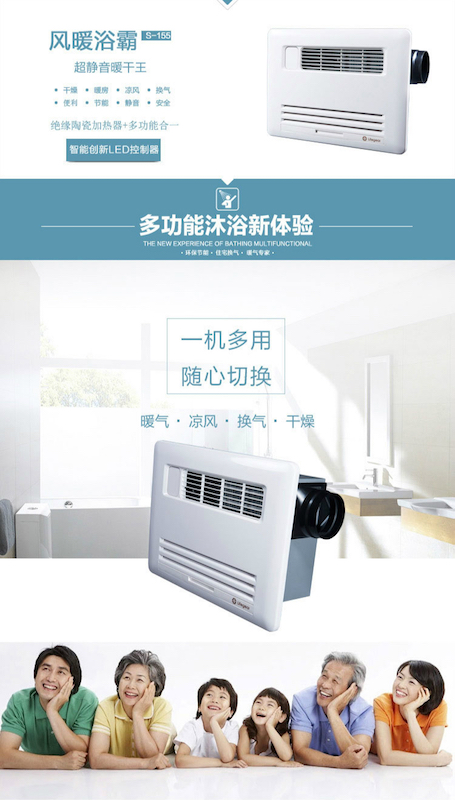 风暖浴霸 S-155
超静音暖干王
• 干燥 • 暖房 • 凉风 • 换气
• 便利 • 节能 • 静音 • 安全
绝缘陶瓷加热器+多功能合一
智能创新LED控制器
多功能沐浴新体验
THE NEW EXPERIENCE OF BATHING MULTIFUNCTIONAL
· 环保节能 · 住宅换气 · 暖气专家 ·
一机多用
随心切换
暖气 · 凉风 · 换气 · 干燥